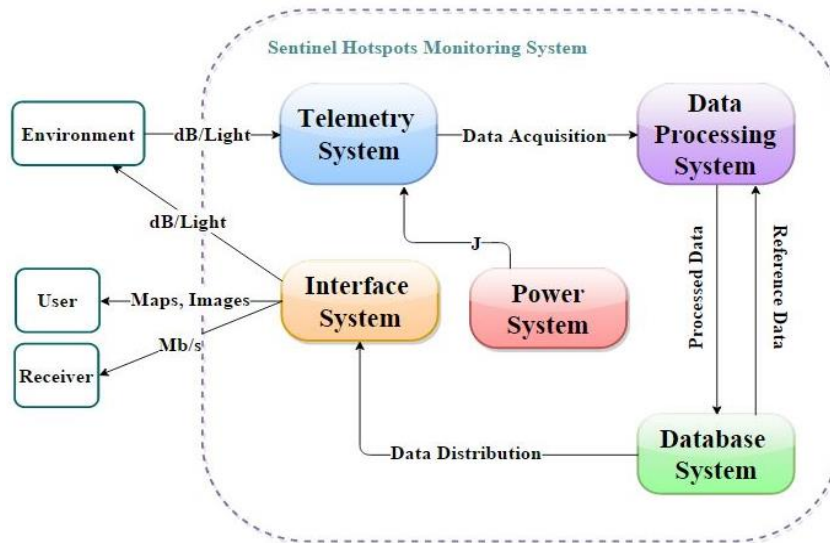 Sentinel Hotspots Monitoring System
Environment
dB/Light
Telemetry
System
Data Acquisition
Data
Processing
System
dB/Light
J
User
Maps, Images
Interface
System
Power
System
Processed Data
Reference Data
Receiver
Mb/s
Data Distribution
Database
System